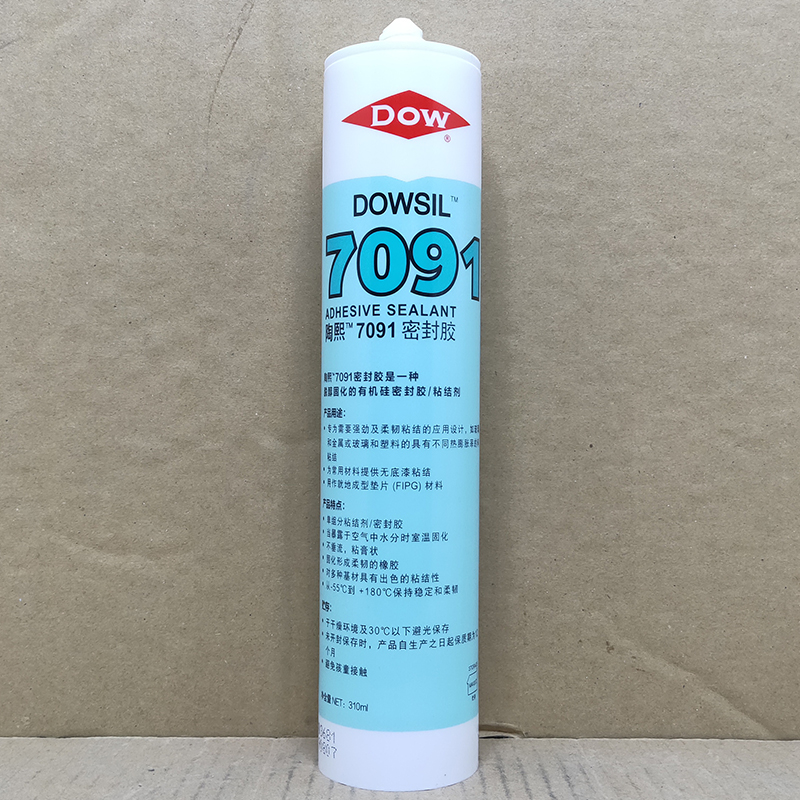 DOW
®
DOWSIL™
7091
ADHESIVE SEALANT
陶熙™ 7091 密封胶
陶熙™7091密封胶是一种
固化的有机硅密封胶/粘结剂
产品用途：
• 专为需要强劲及柔韧粘结的应用设计，如
和金属或玻璃和塑料的具有不同热膨胀
粘结
• 为常用材料提供无底漆粘结
• 用作就地成型垫片 (FIPG) 材料
产品特点：
• 单组分粘结剂/密封胶
• 当暴露于空气中水分时室温固化
• 不垂流，粘膏状
• 固化形成柔韧的橡胶
• 对多种基材具有出色的粘结性
• 从-55℃到 +180℃保持稳定和柔韧
贮存：
• 于干燥环境及30℃以下避光保存
• 未开封保存时，产品自生产之日起保质期为
个月
• 避免孩童接触
净含量NET：310ml
0681
0807